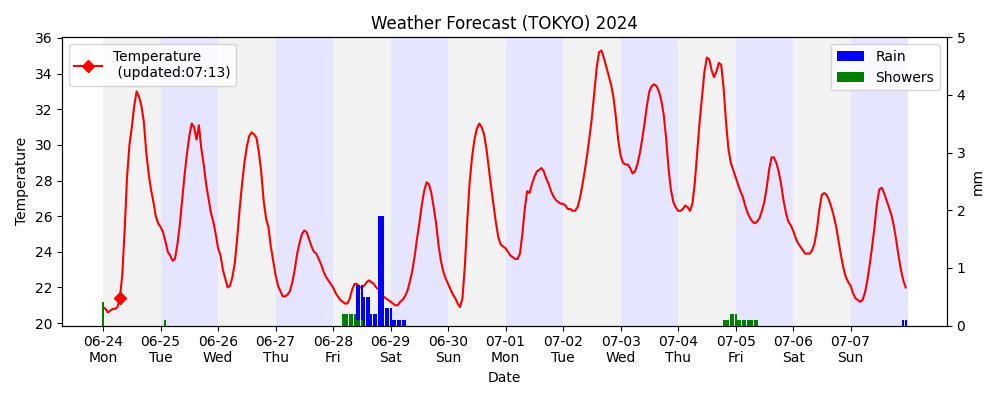 Weather Forecast (TOKYO) 2024
Temperature
(updated:07:13)
Rain
Showers
Temperature
36
34
32
30
28
26
24
22
20
5
4
3
2
1
0
mm
06-24 06-25 06-26 06-27 06-28 06-29 06-30 07-01 07-02 07-03 07-04 07-05 07-06 07-07
Mon Tue Wed Thu Fri Sat Sun Mon Tue Wed Thu Fri Sat Sun
Date